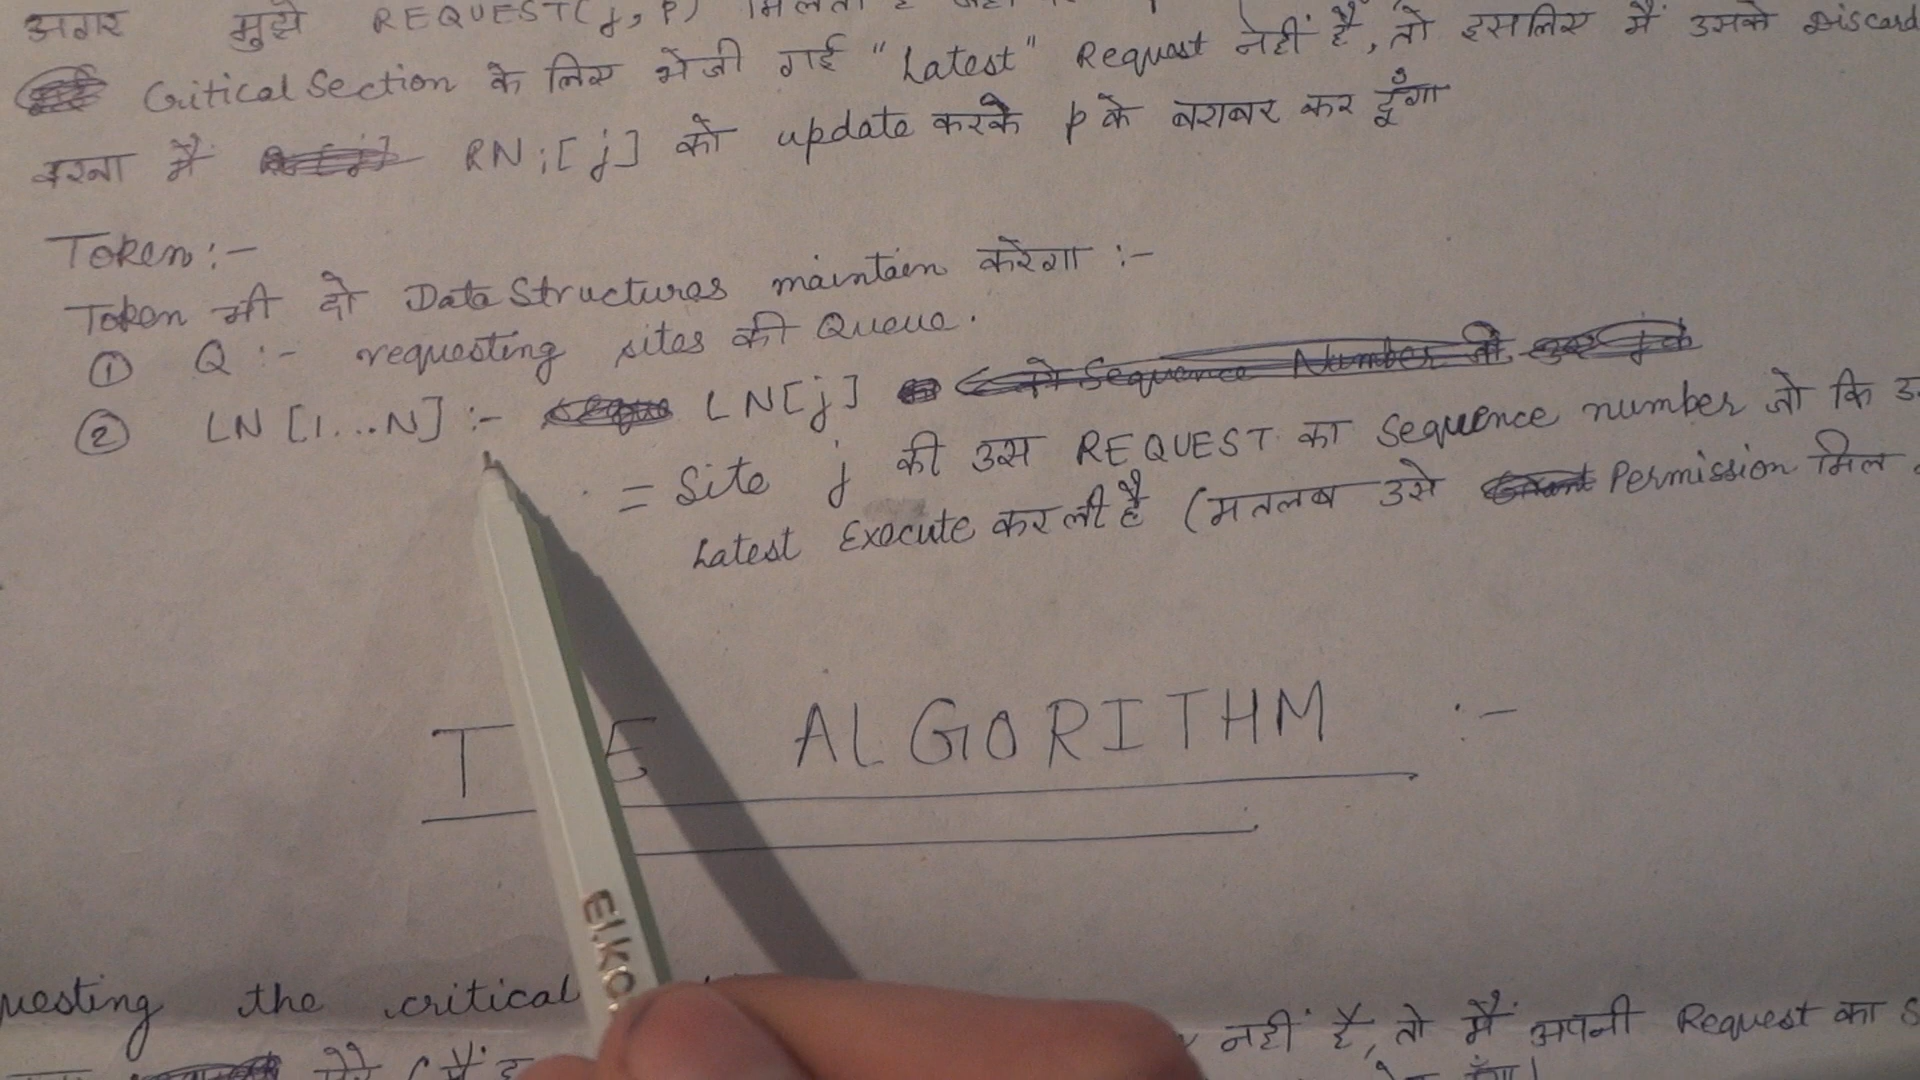 अगर मुझे REQUEST(j, p)
Critical Section के लिए भेजी गई "Latest" Request नहीं है, तो इसलिए मैं उसको Discard
वरना मैं RNi[j] को update करके p के बराबर कर दूँगा
Token:-
Token भी दो Data Structures maintain करेगा :-
① Q :- requesting sites की Queue.
② LN [1...N] :- LN[j]
= Site j की उस REQUEST का Sequence number जो कि
Latest Execute कर ली है (मतलब उसे Permission मिल
ALGORITHM :-
questing the critical
नहीं है, तो मैं अपनी Request का